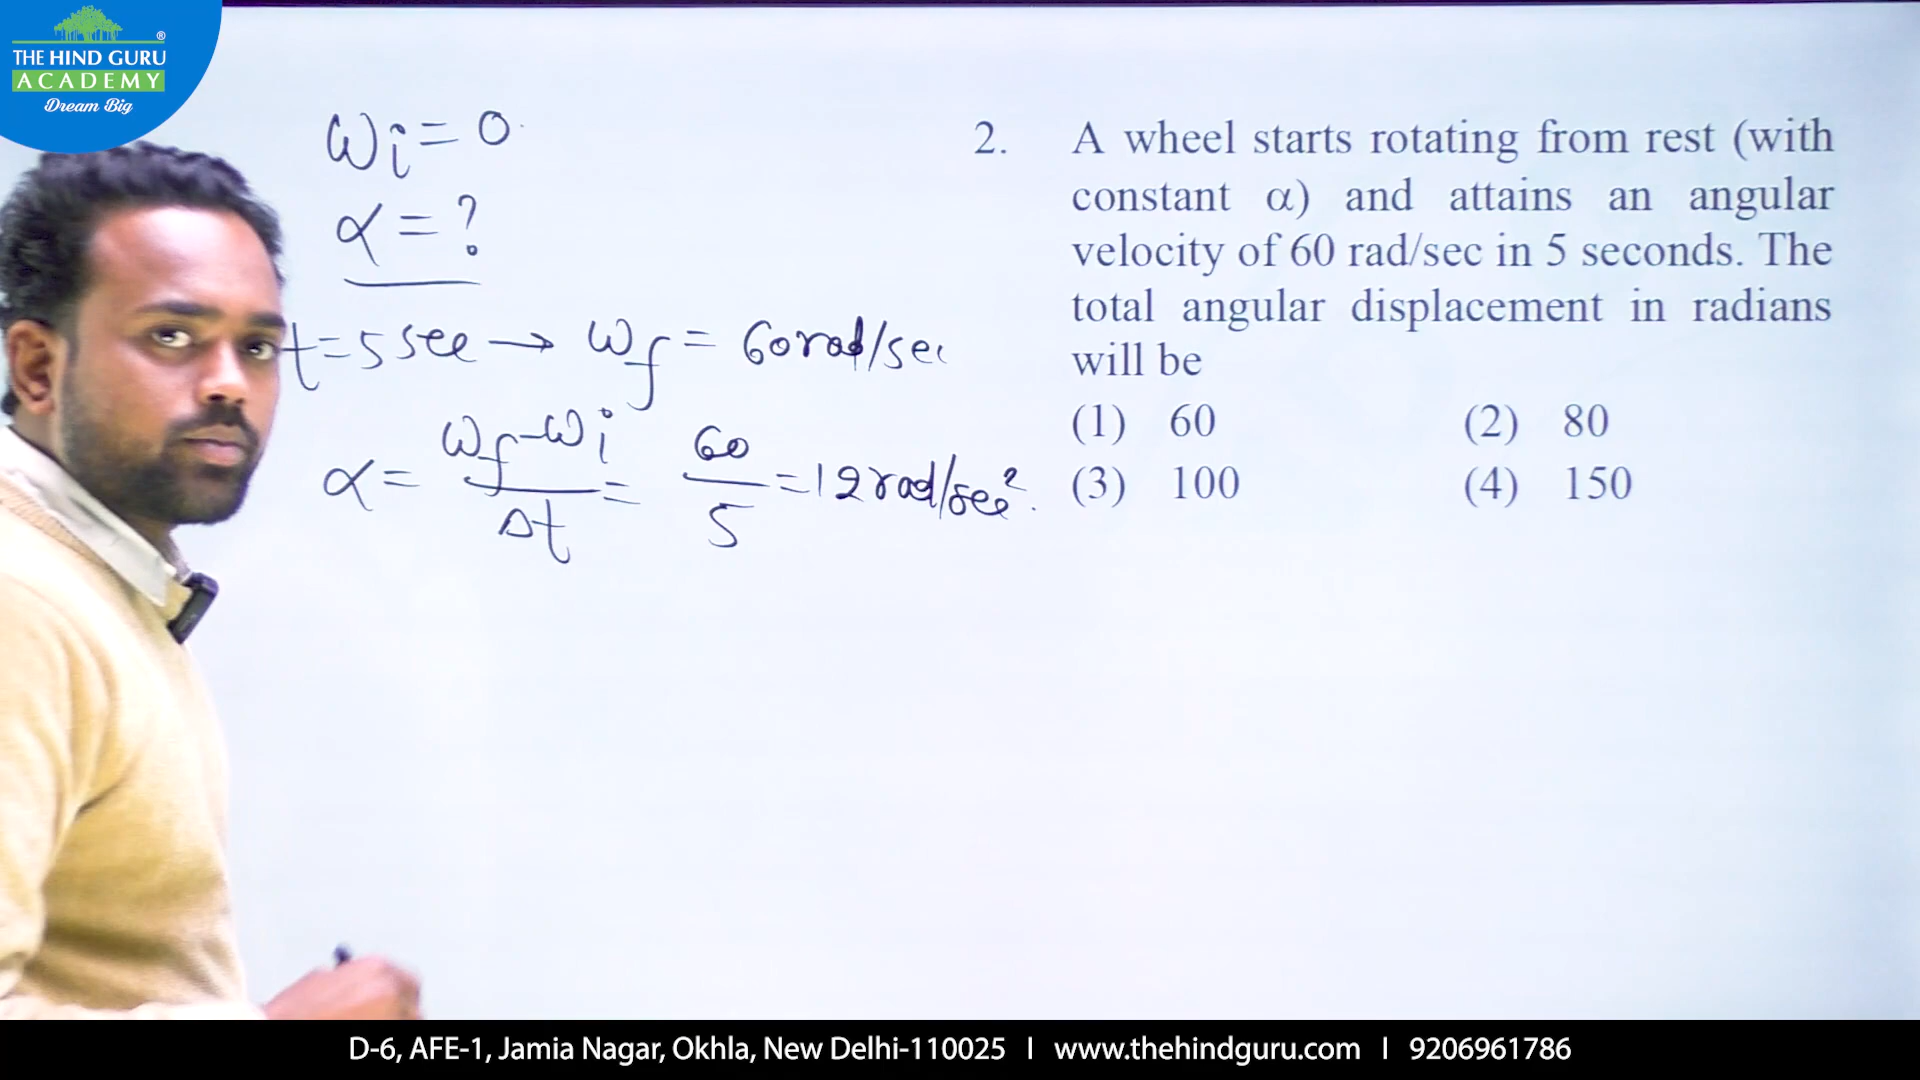 THE HIND GURU
ACADEMY
Dream Big
®
ωi = 0
α = ?
t = 5 sec → ωf = 60 rad/sec
α = (ωf - ωi)/Δt = 60/5 = 12 rad/sec².
2. A wheel starts rotating from rest (with
constant α) and attains an angular
velocity of 60 rad/sec in 5 seconds. The
total angular displacement in radians
will be
(1) 60 (2) 80
(3) 100 (4) 150
D-6, AFE-1, Jamia Nagar, Okhla, New Delhi-110025 | www.thehindguru.com | 9206961786